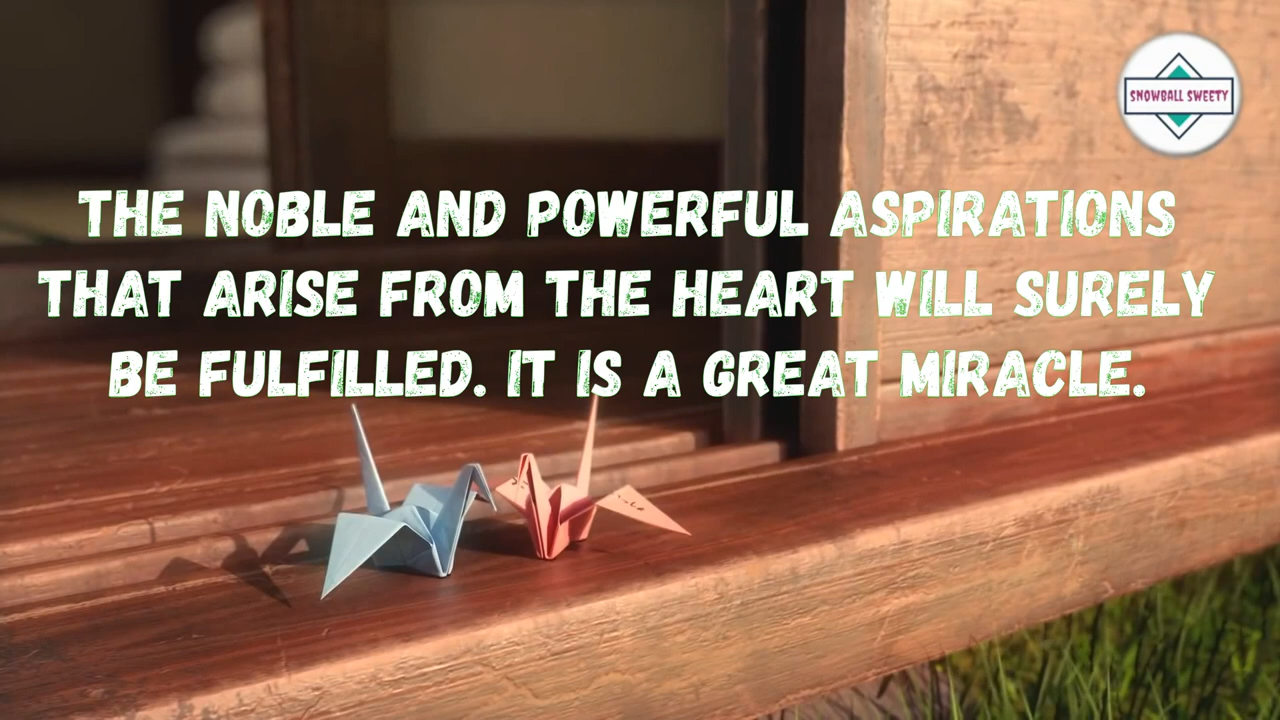 SNOWBALL SWEETY
THE NOBLE AND POWERFUL ASPIRATIONS
THAT ARISE FROM THE HEART WILL SURELY
BE FULFILLED. IT IS A GREAT MIRACLE.